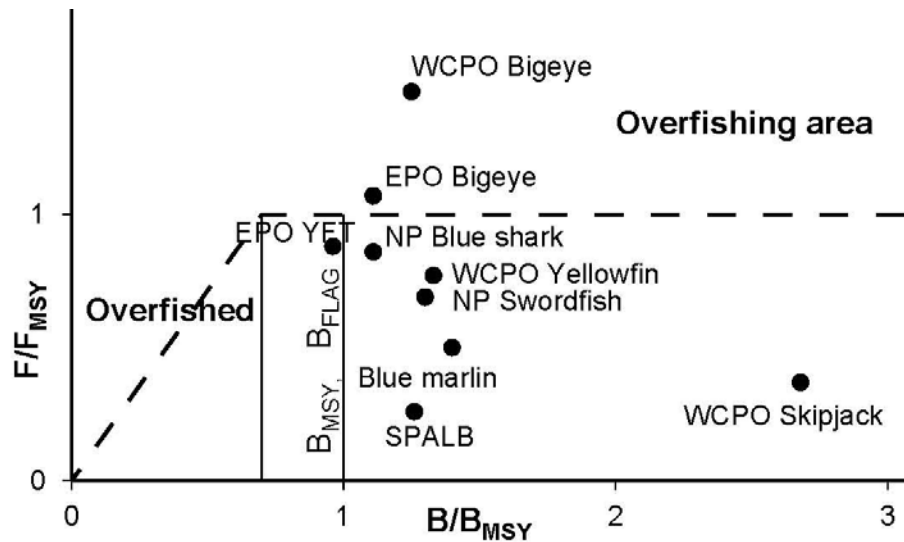 WCPO Bigeye
Overfishing area
EPO Bigeye
1
EPO YFT
NP Blue shark
WCPO Yellowfin
NP Swordfish
Overfished
F/FMSY
BMSY, BFLAG
Blue marlin
WCPO Skipjack
SPALB
0
0
1
2
3
B/BMSY